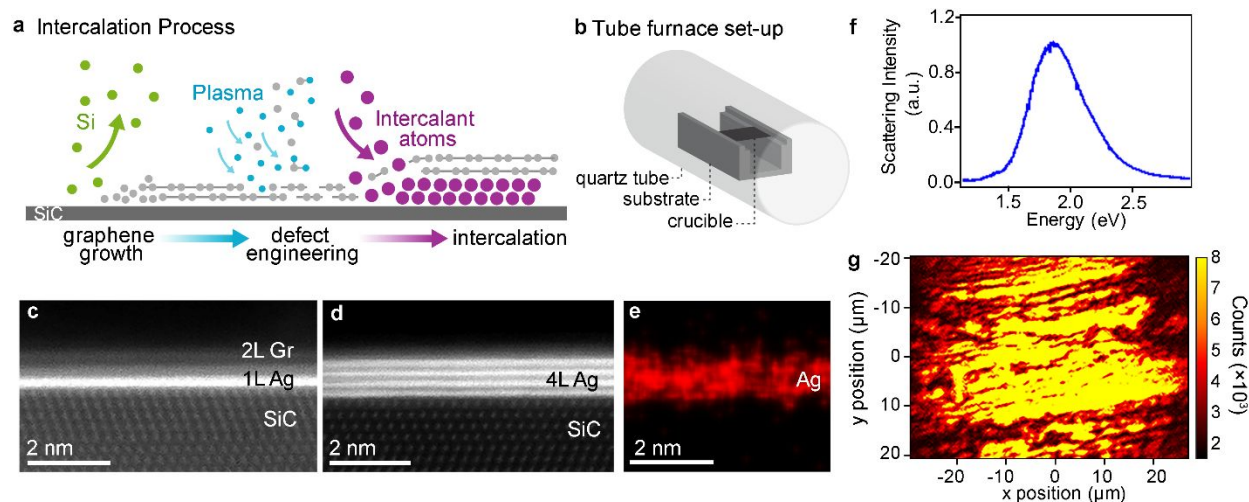 a Intercalation Process
Si
Plasma
Intercalant
atoms
SiC
graphene
growth
defect
engineering
intercalation
b Tube furnace set-up
quartz tube
substrate
crucible
c
2L Gr
1L Ag
SiC
2 nm
d
4L Ag
SiC
2 nm
e
Ag
2 nm
f
Scattering Intensity
(a.u.)
1.2
0.8
0.4
0.0
1.5 2.0 2.5
Energy (eV)
g
y position (µm)
-20
-10
0
10
20
-20 -10 0 10 20
x position (µm)
8
6
5
4
3
2
Counts (×10³)